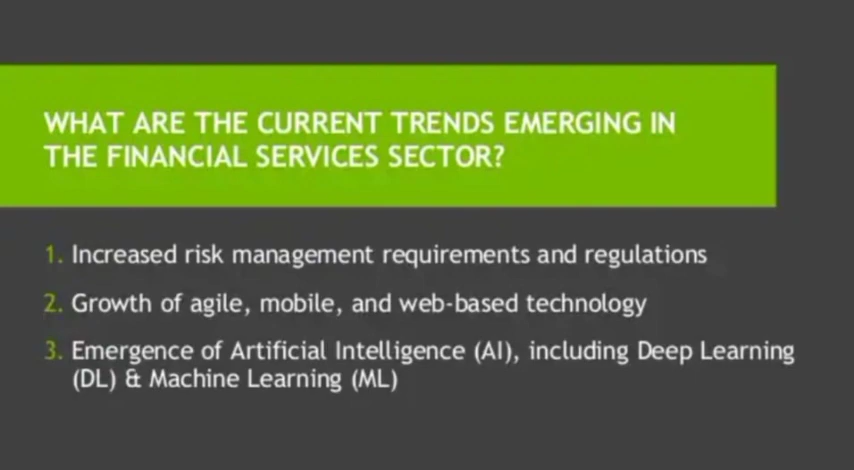 WHAT ARE THE CURRENT TRENDS EMERGING IN
THE FINANCIAL SERVICES SECTOR?
1. Increased risk management requirements and regulations
2. Growth of agile, mobile, and web-based technology
3. Emergence of Artificial Intelligence (AI), including Deep Learning
(DL) & Machine Learning (ML)